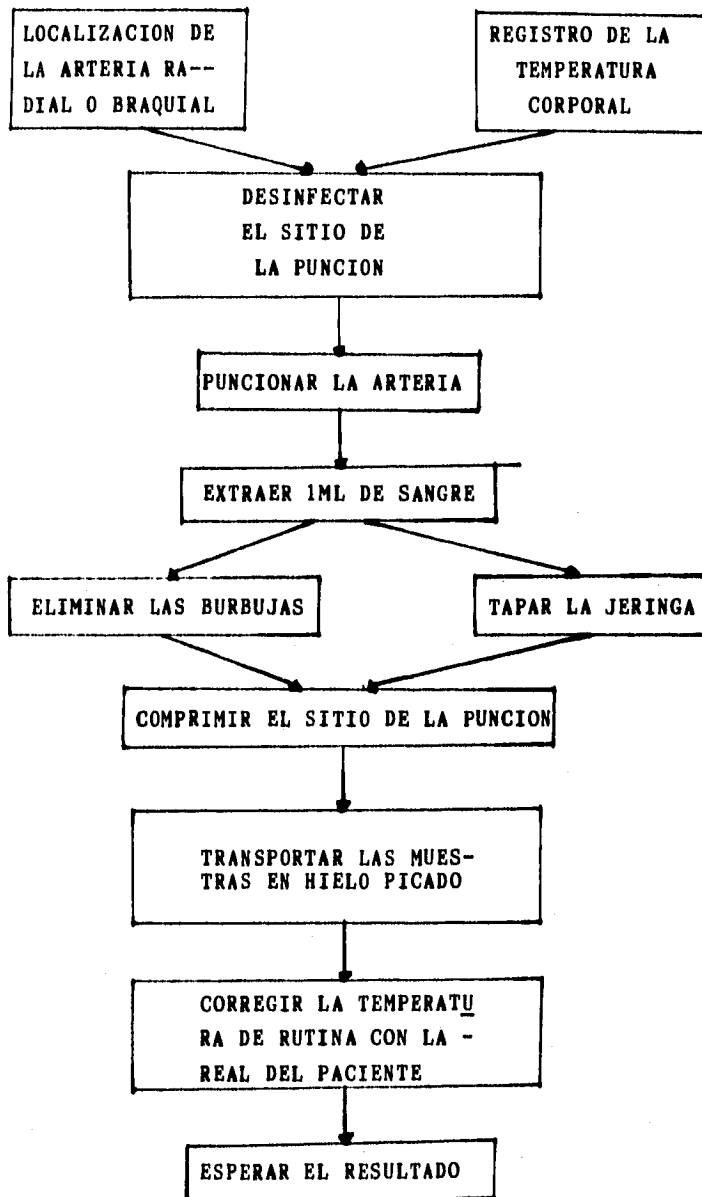 LOCALIZACION DE
LA ARTERIA RA--
DIAL O BRAQUIAL
REGISTRO DE LA
TEMPERATURA
CORPORAL
DESINFECTAR
EL SITIO DE
LA PUNCION
PUNCIONAR LA ARTERIA
EXTRAER 1ML DE SANGRE
ELIMINAR LAS BURBUJAS
TAPAR LA JERINGA
COMPRIMIR EL SITIO DE LA PUNCION
TRANSPORTAR LAS MUES-
TRAS EN HIELO PICADO
CORREGIR LA TEMPERATU
RA DE RUTINA CON LA -
REAL DEL PACIENTE
ESPERAR EL RESULTADO